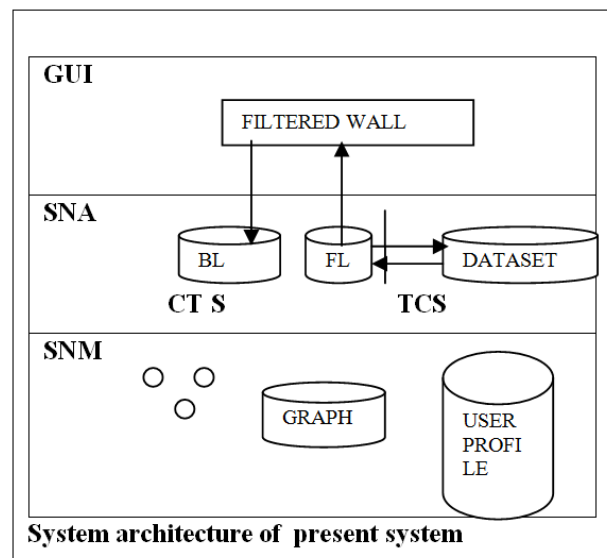 GUI
FILTERED WALL
SNA
BL
FL
DATASET
CT S
TCS
SNM
GRAPH
USER
PROFI
LE
System architecture of present system